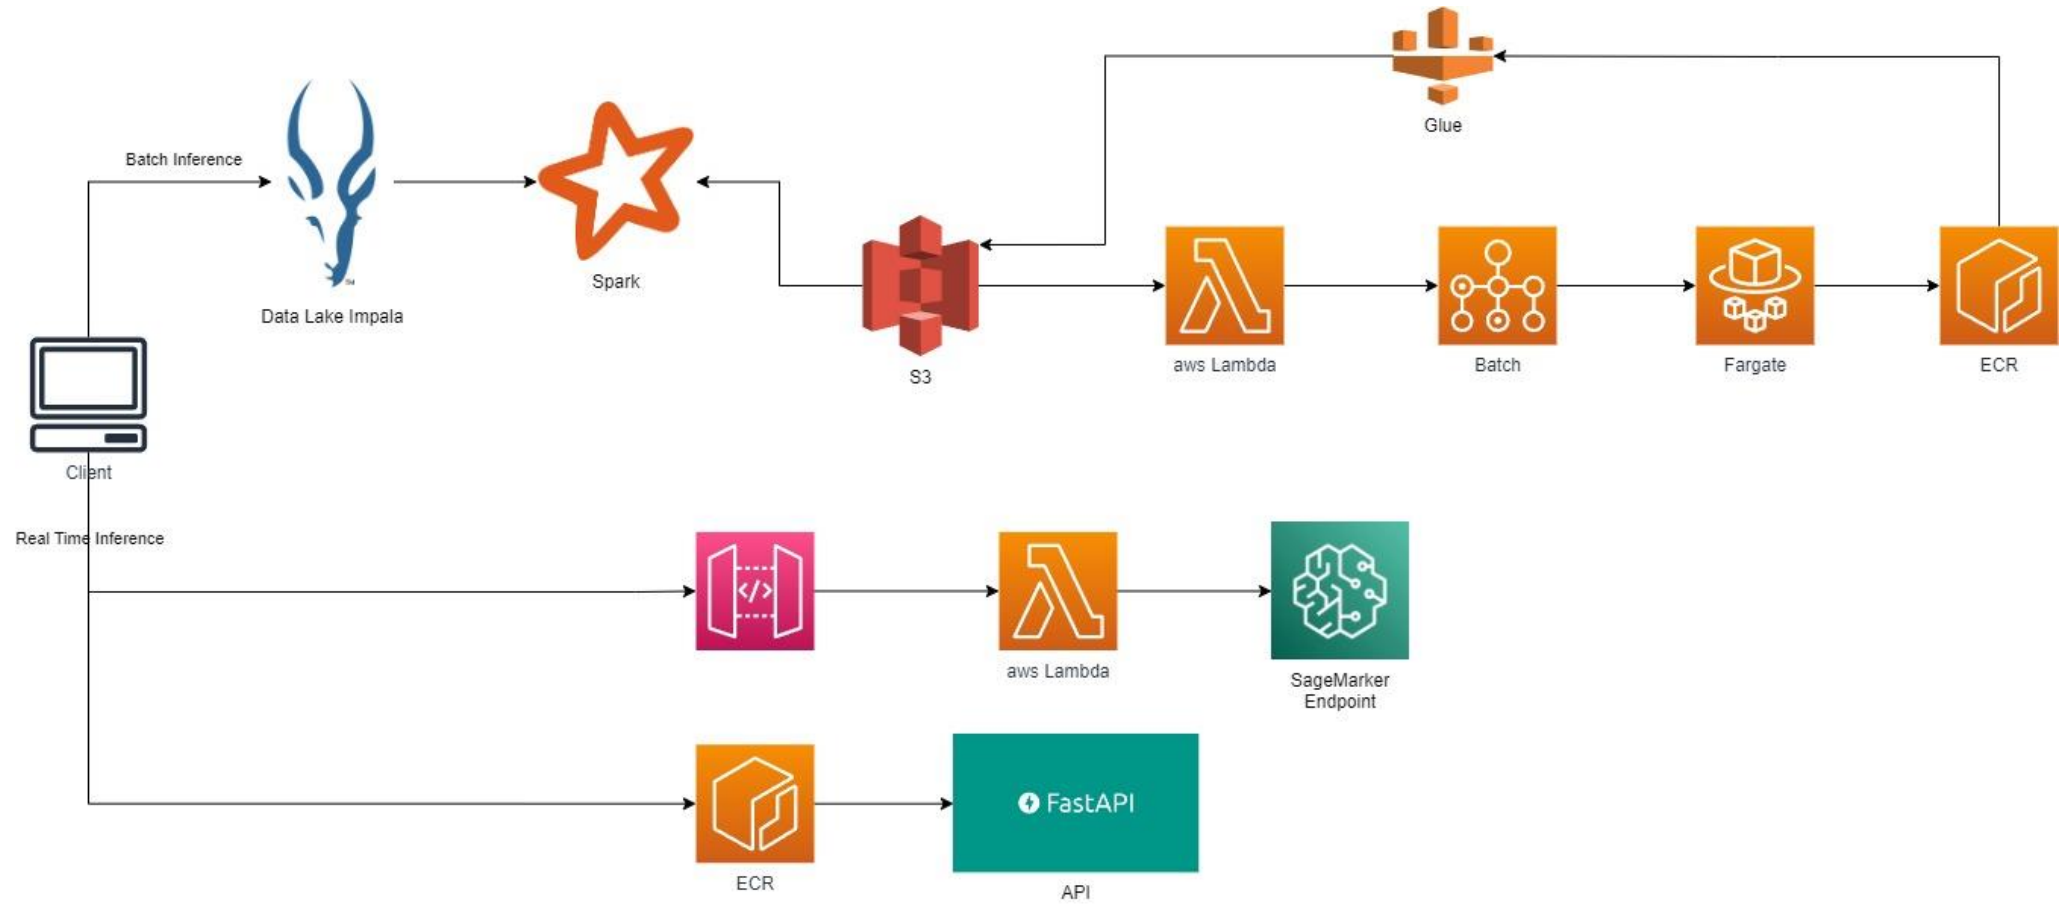 Glue
Batch Inference
Spark
Data Lake Impala
S3
aws Lambda
Batch
Fargate
ECR
Client
Real Time Inference
</>
aws Lambda
SageMarker
Endpoint
FastAPI
ECR
API